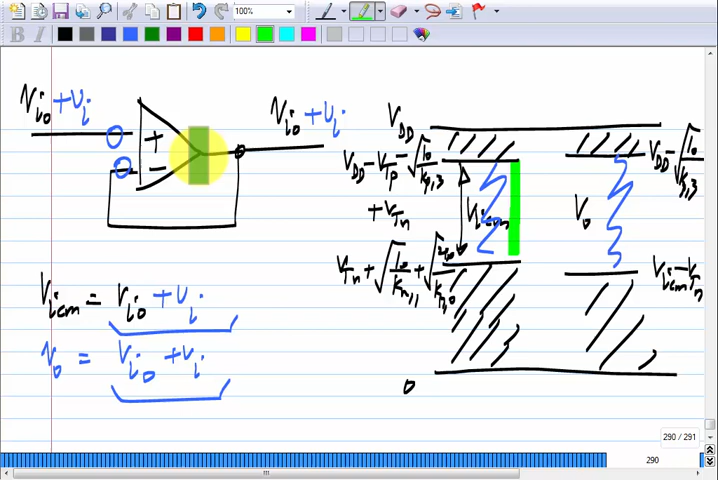 100%
B I
V_io + v_i
V_io + v_i
+
−
V_DD
V_DD − V_Tp − √(I_0/k_p,3)
+ V_Tn
V_icm
V_Tn + √(I_0/k_n,1) + √(2I_0/k_n,0)
0
V_DD − √(I_0/k_p,3)
V_o
V_icm − V_Tn
V_icm = V_io + v_i
V_o = V_io + v_i
290 / 291
290